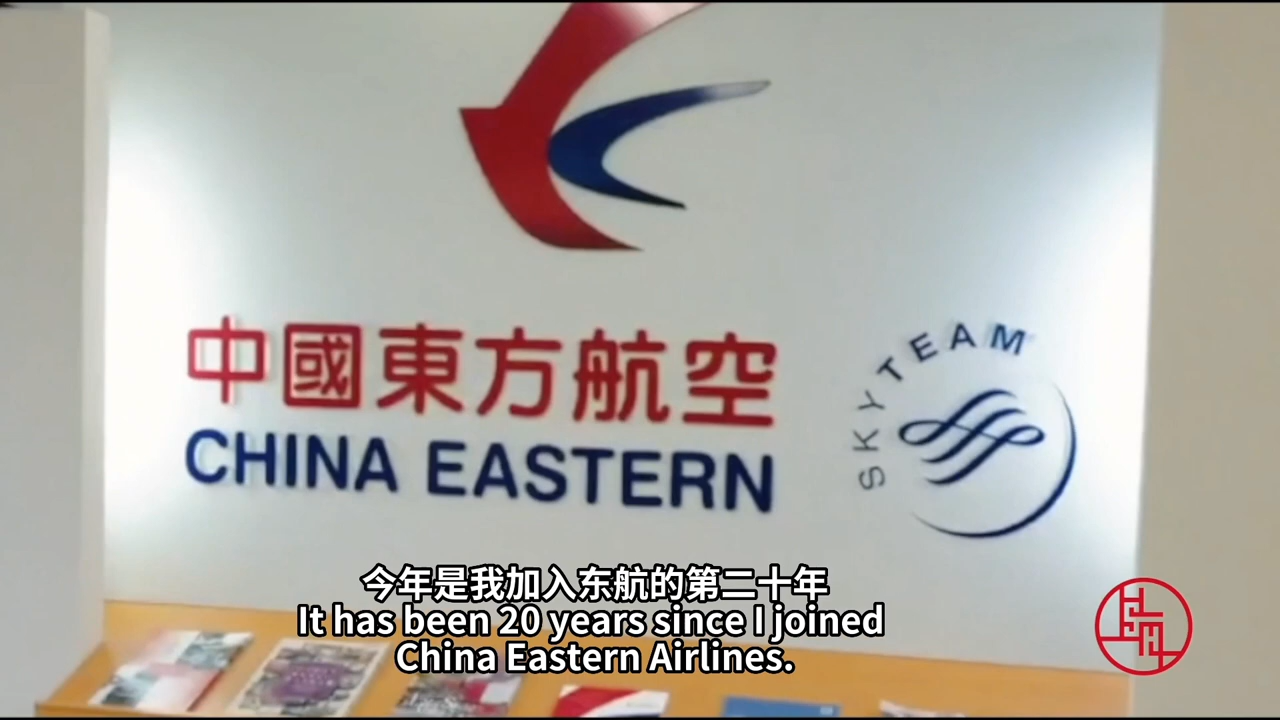 中國東方航空
CHINA EASTERN
SKYTEAM
今年是我加入东航的第二十年
It has been 20 years since I joined
China Eastern Airlines.